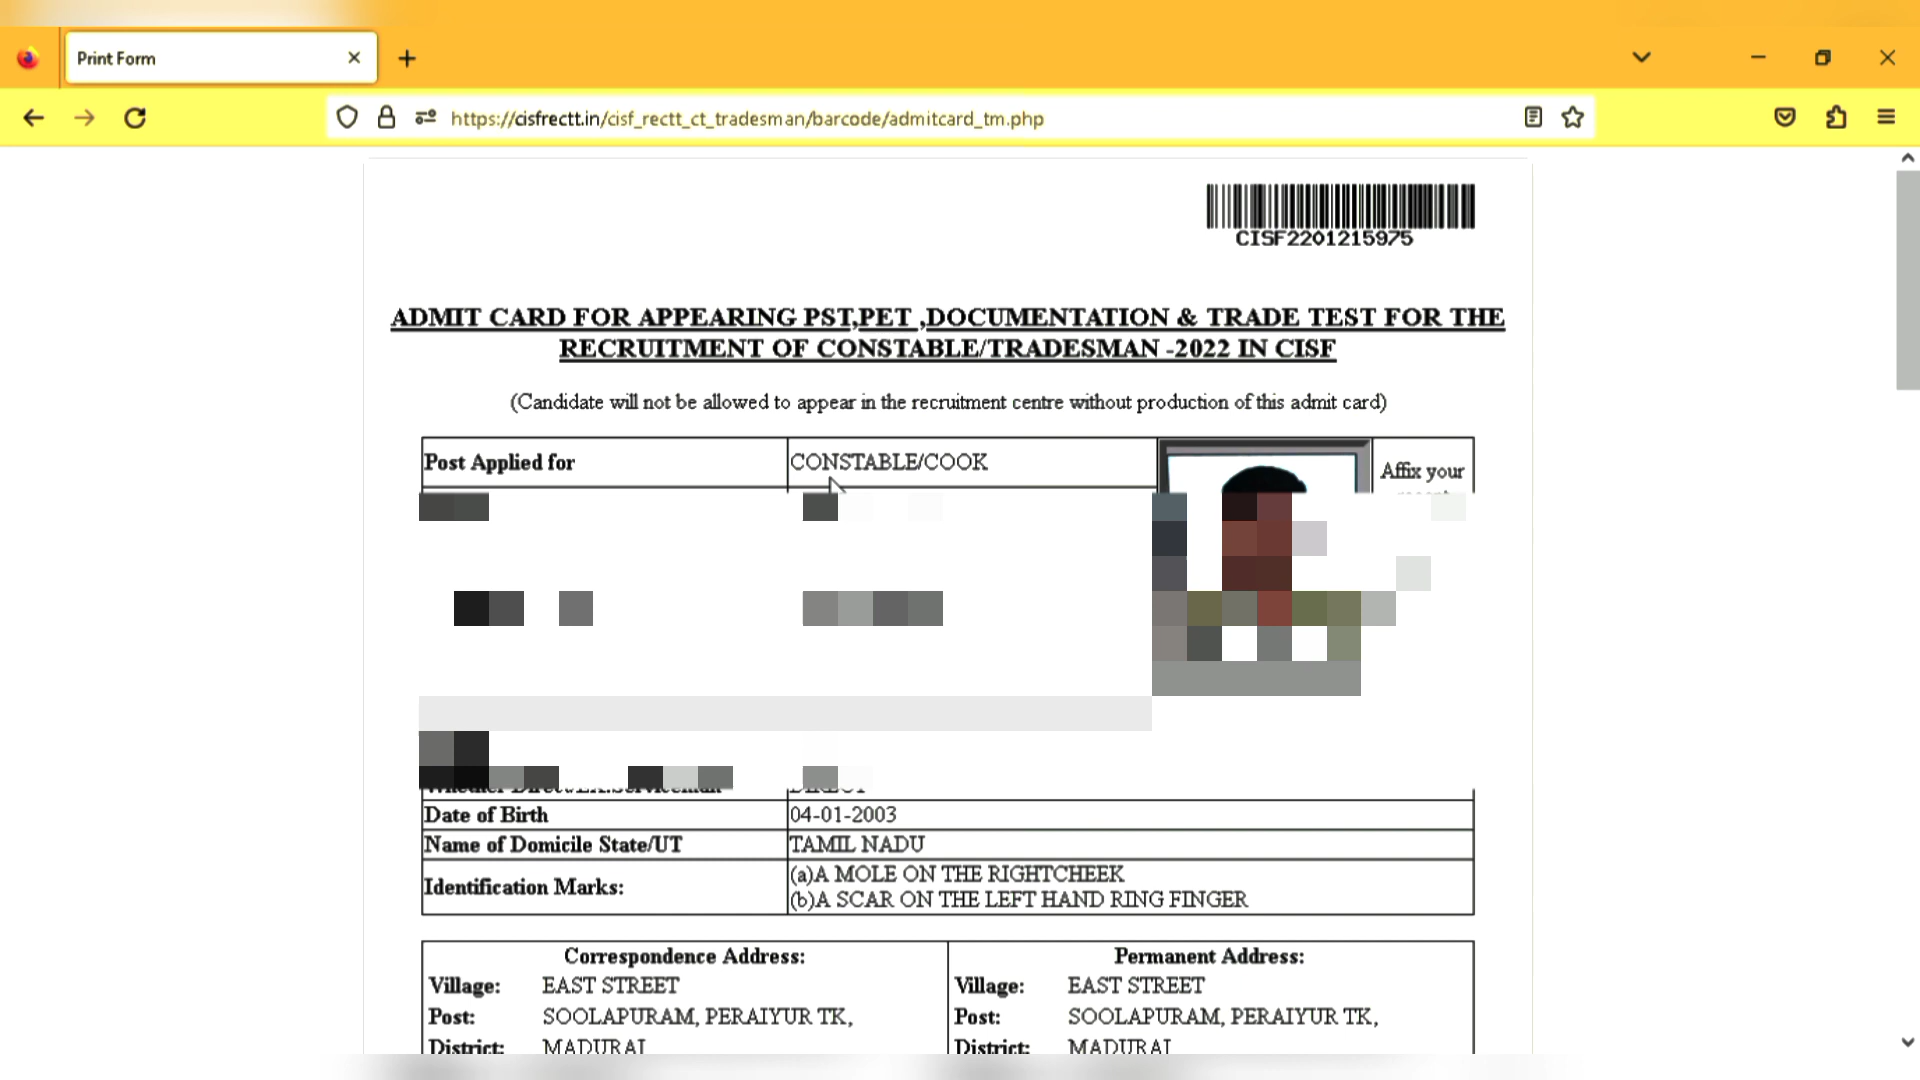 Print Form
https://cisfrectt.in/cisf_rectt_ct_tradesman/barcode/admitcard_tm.php
CISF2201215975
ADMIT CARD FOR APPEARING PST,PET ,DOCUMENTATION & TRADE TEST FOR THE
RECRUITMENT OF CONSTABLE/TRADESMAN -2022 IN CISF
(Candidate will not be allowed to appear in the recruitment centre without production of this admit card)
Post Applied for CONSTABLE/COOK Affix your
Date of Birth 04-01-2003
Name of Domicile State/UT TAMIL NADU
Identification Marks: (a)A MOLE ON THE RIGHTCHEEK
(b)A SCAR ON THE LEFT HAND RING FINGER
Correspondence Address: Permanent Address:
Village: EAST STREET Village: EAST STREET
Post: SOOLAPURAM, PERAIYUR TK, Post: SOOLAPURAM, PERAIYUR TK,
District: MADURAI District: MADURAI